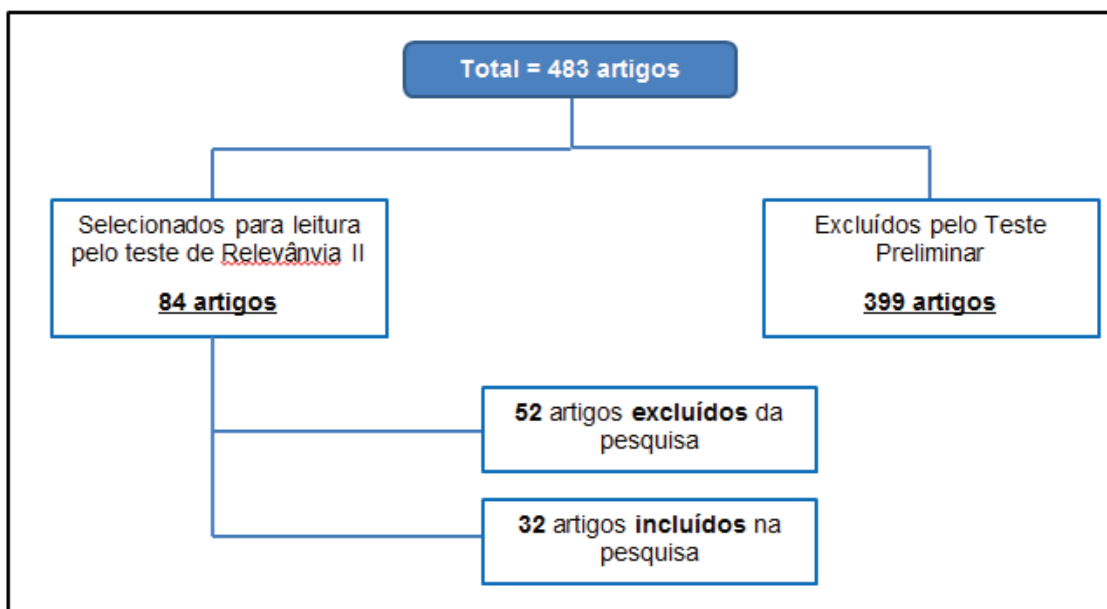 Total = 483 artigos
Selecionados para leitura
pelo teste de Relevânvia II
84 artigos
Excluídos pelo Teste
Preliminar
399 artigos
52 artigos excluídos da
pesquisa
32 artigos incluídos na
pesquisa